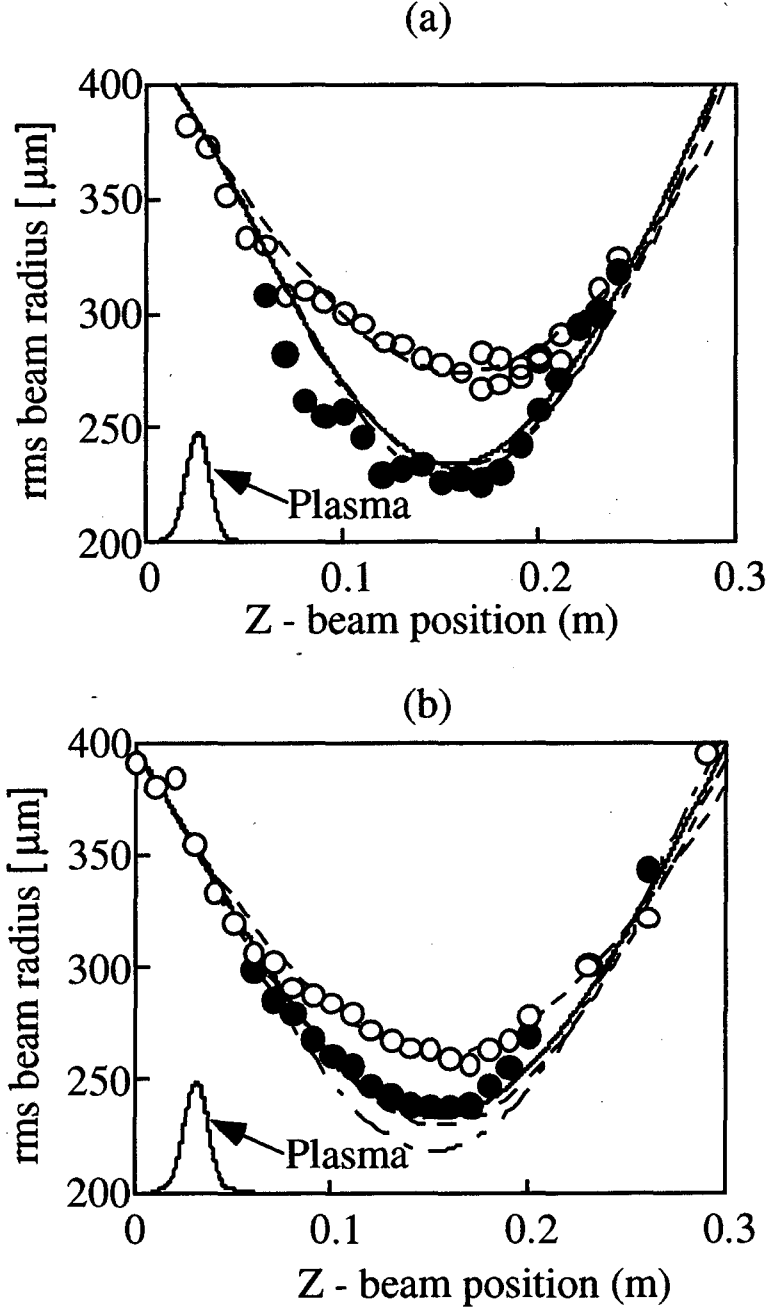 (a)
rms beam radius [μm]
400
350
300
250
200
Plasma
0
0.1
0.2
0.3
Z - beam position (m)
(b)
rms beam radius [μm]
400
350
300
250
200
Plasma
0
0.1
0.2
0.3
Z - beam position (m)